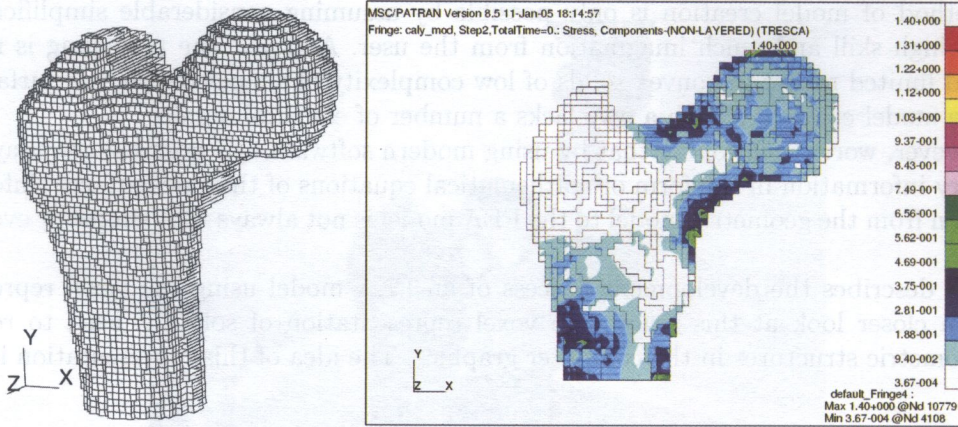 Y
Z
X
MSC/PATRAN Version 8.5 11-Jan-06 18:14:57
Fringe: caly_mod, Step2,TotalTime=0.: Stress, Components-(NON-LAYERED) (TRESCA)
1.40+000
Y
Z X
1.40+000
1.31+000
1.22+000
1.12+000
1.03+000
9.37-001
8.43-001
7.49-001
6.56-001
5.62-001
4.69-001
3.75-001
2.81-001
1.88-001
3.67-004
default_Fringe4 :
Max 1.40+000 @Nd 10779
Min 3.67-004 @Nd 4108